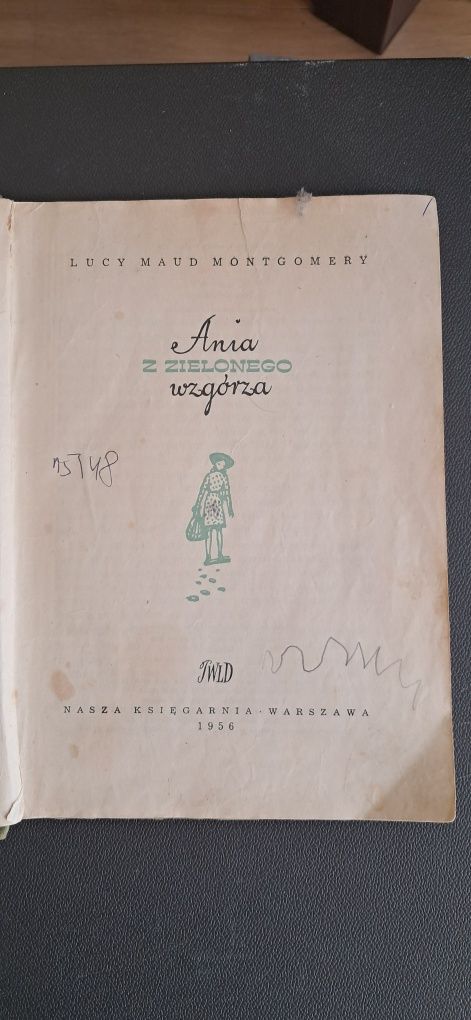 LUCY MAUD MONTGOMERY
Ania
Z ZIELONEGO
wzgórza
NASZA KSIĘGARNIA · WARSZAWA
1956